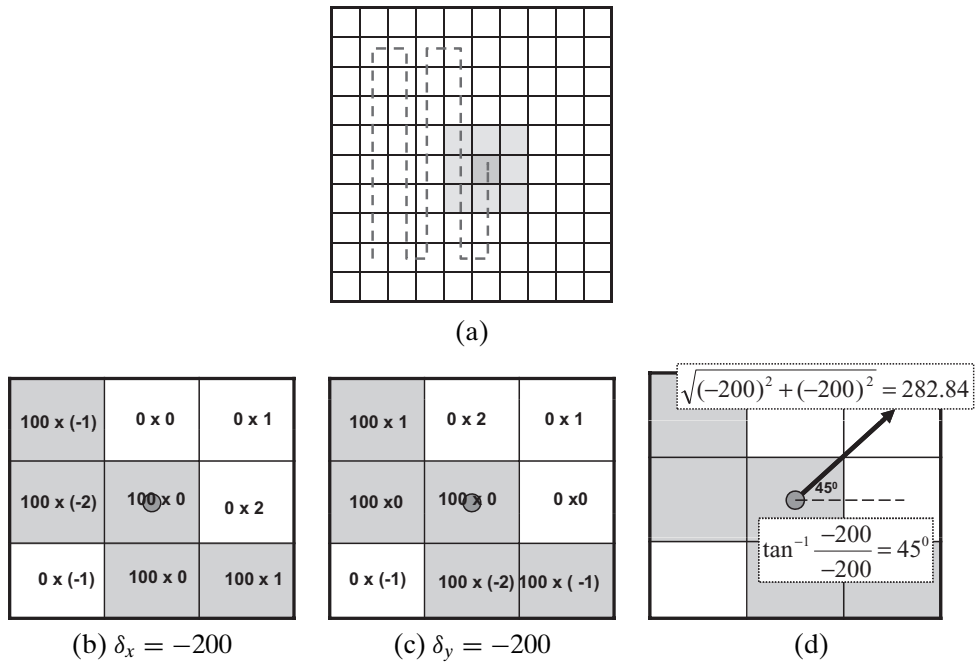 (a)
100 x (-1) 0 x 0 0 x 1
100 x (-2) 100 x 0 0 x 2
0 x (-1) 100 x 0 100 x 1
(b) δx = −200
100 x 1 0 x 2 0 x 1
100 x0 100 x 0 0 x0
0 x (-1) 100 x (-2) 100 x ( -1)
(c) δy = −200
√(−200)² + (−200)² = 282.84
45⁰
tan⁻¹ −200/−200 = 45⁰
(d)